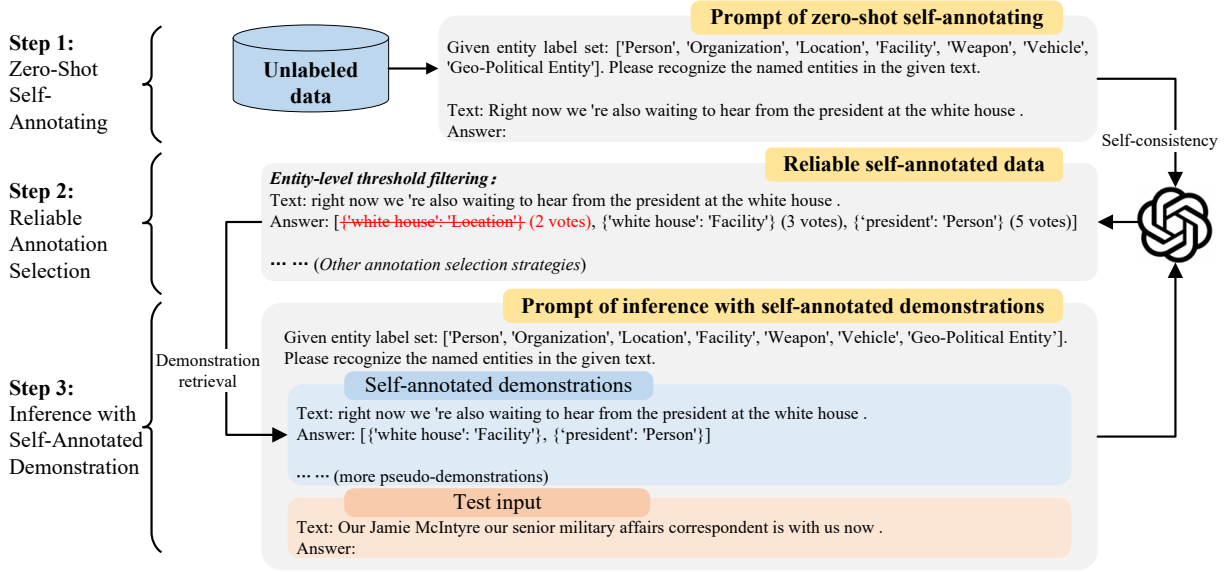 Step 1:
Zero-Shot
Self-
Annotating
Unlabeled
data
Prompt of zero-shot self-annotating
Given entity label set: ['Person', 'Organization', 'Location', 'Facility', 'Weapon', 'Vehicle',
'Geo-Political Entity']. Please recognize the named entities in the given text.
Text: Right now we 're also waiting to hear from the president at the white house .
Answer:
Self-consistency
Step 2:
Reliable
Annotation
Selection
Reliable self-annotated data
Entity-level threshold filtering:
Text: right now we 're also waiting to hear from the president at the white house .
Answer: [{'white house': 'Location'} (2 votes), {'white house': 'Facility'} (3 votes), {‘president': 'Person'} (5 votes)]
... ... (Other annotation selection strategies)
Demonstration
retrieval
Step 3:
Inference with
Self-Annotated
Demonstration
Prompt of inference with self-annotated demonstrations
Given entity label set: ['Person', 'Organization', 'Location', 'Facility', 'Weapon', 'Vehicle', 'Geo-Political Entity’].
Please recognize the named entities in the given text.
Self-annotated demonstrations
Text: right now we 're also waiting to hear from the president at the white house .
Answer: [{'white house': 'Facility'}, {‘president': 'Person'}]
... ... (more pseudo-demonstrations)
Test input
Text: Our Jamie McIntyre our senior military affairs correspondent is with us now .
Answer: